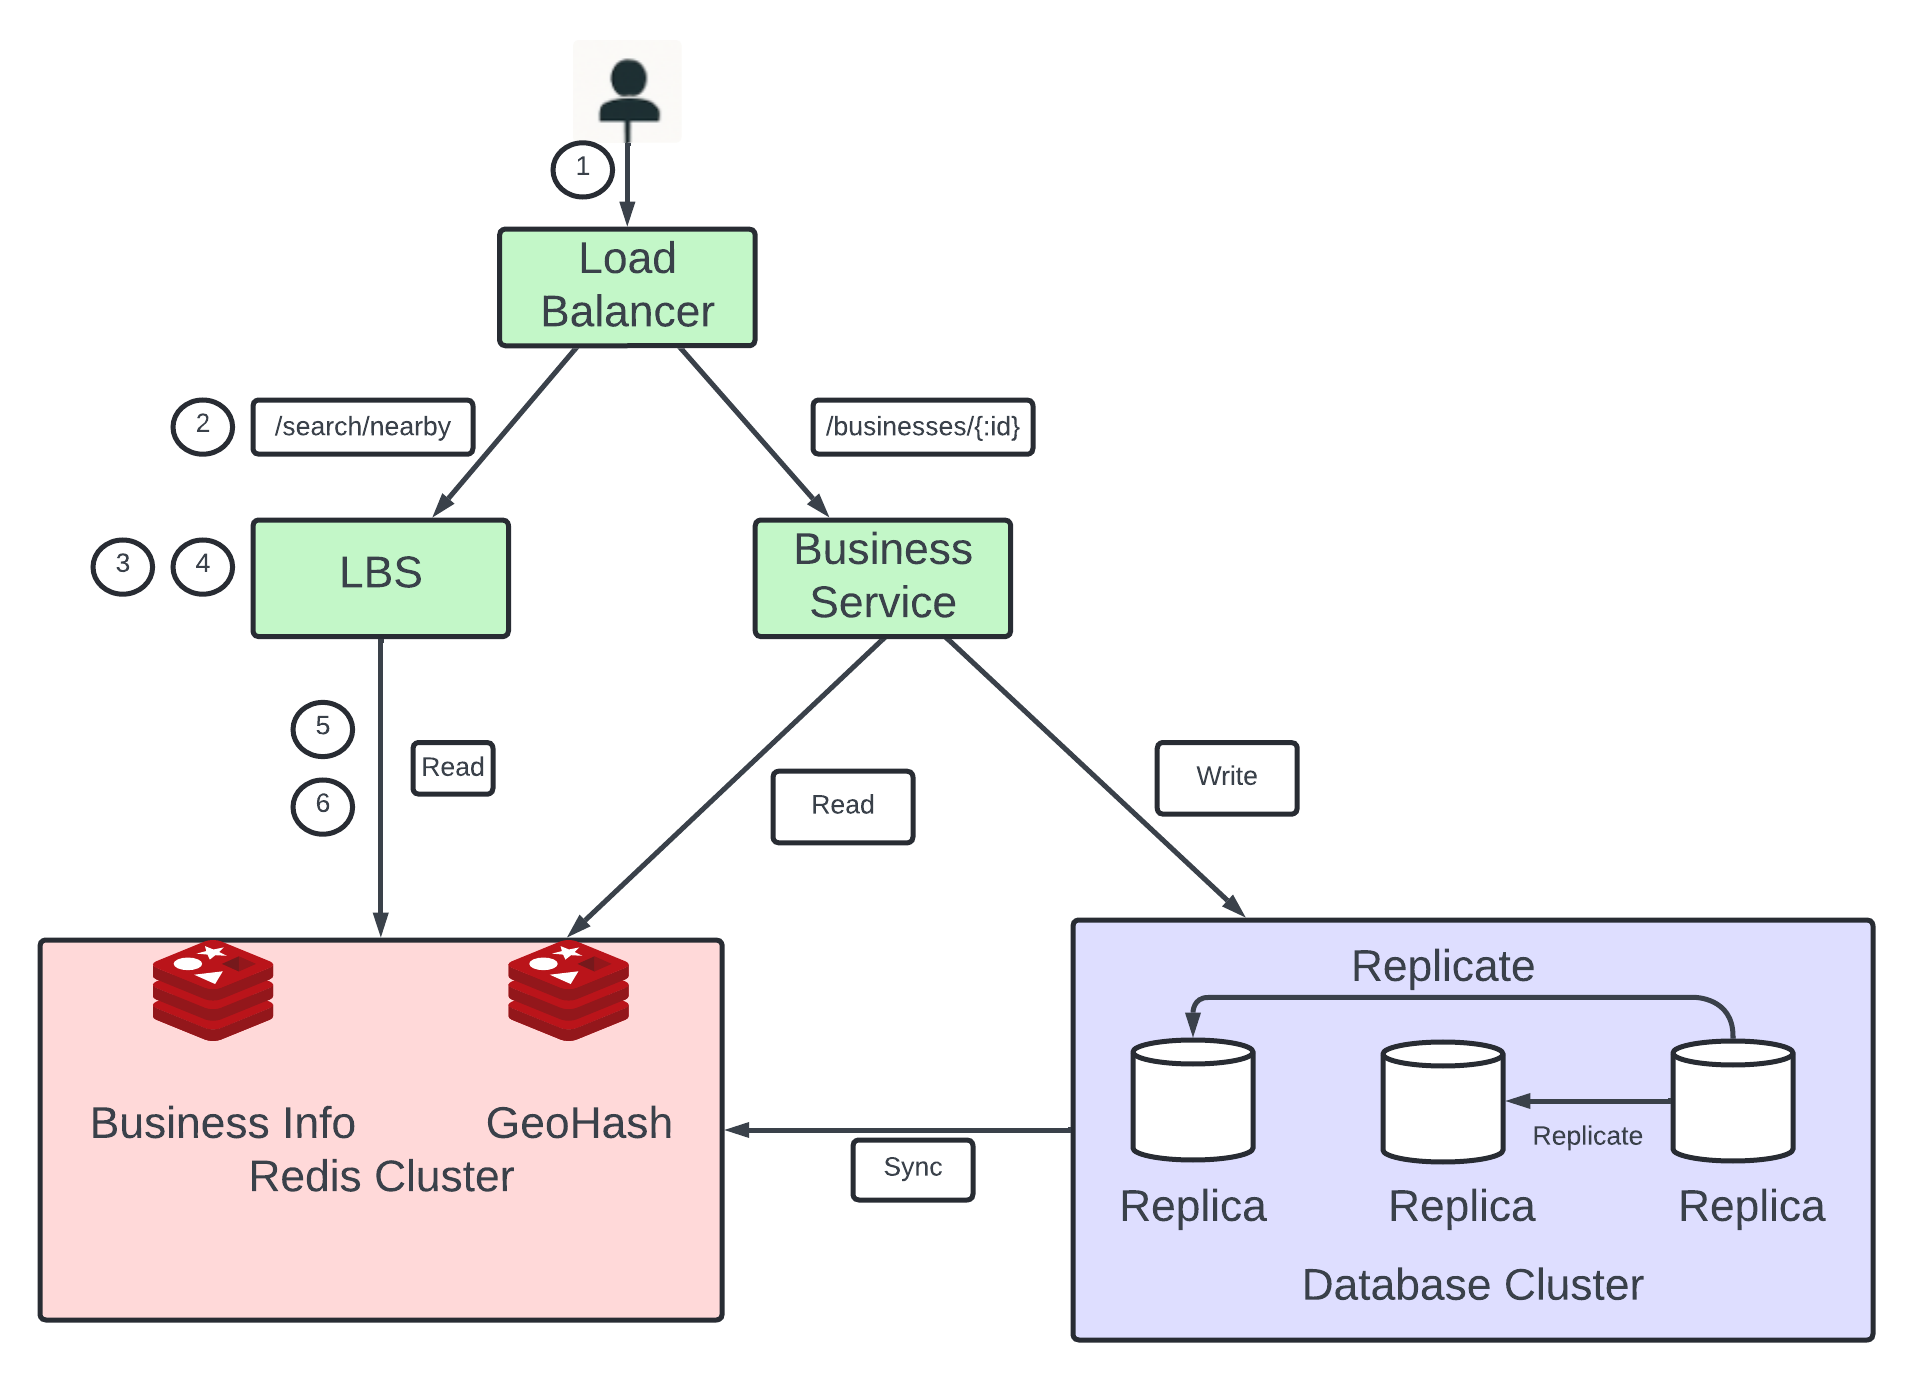 1
Load
Balancer
2
/search/nearby
/businesses/{:id}
3
4
LBS
Business
Service
5
Read
6
Read
Write
Replicate
Replicate
Business Info
GeoHash
Redis Cluster
Sync
Replica
Replica
Replica
Database Cluster